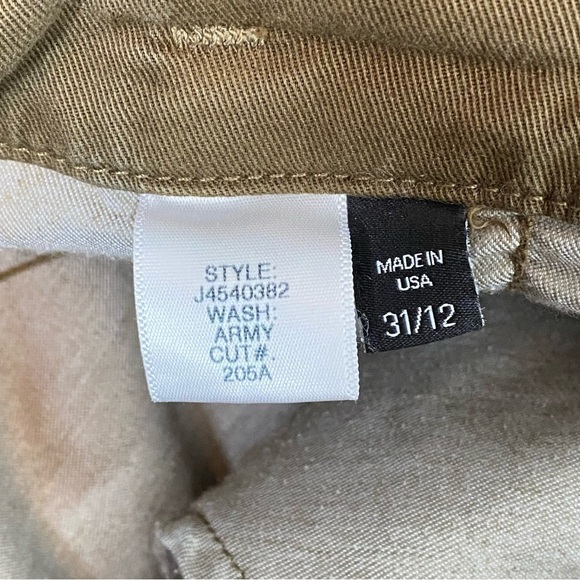 STYLE:
J4540382
WASH:
ARMY
CUT#.
205A
MADE IN
USA
31/12